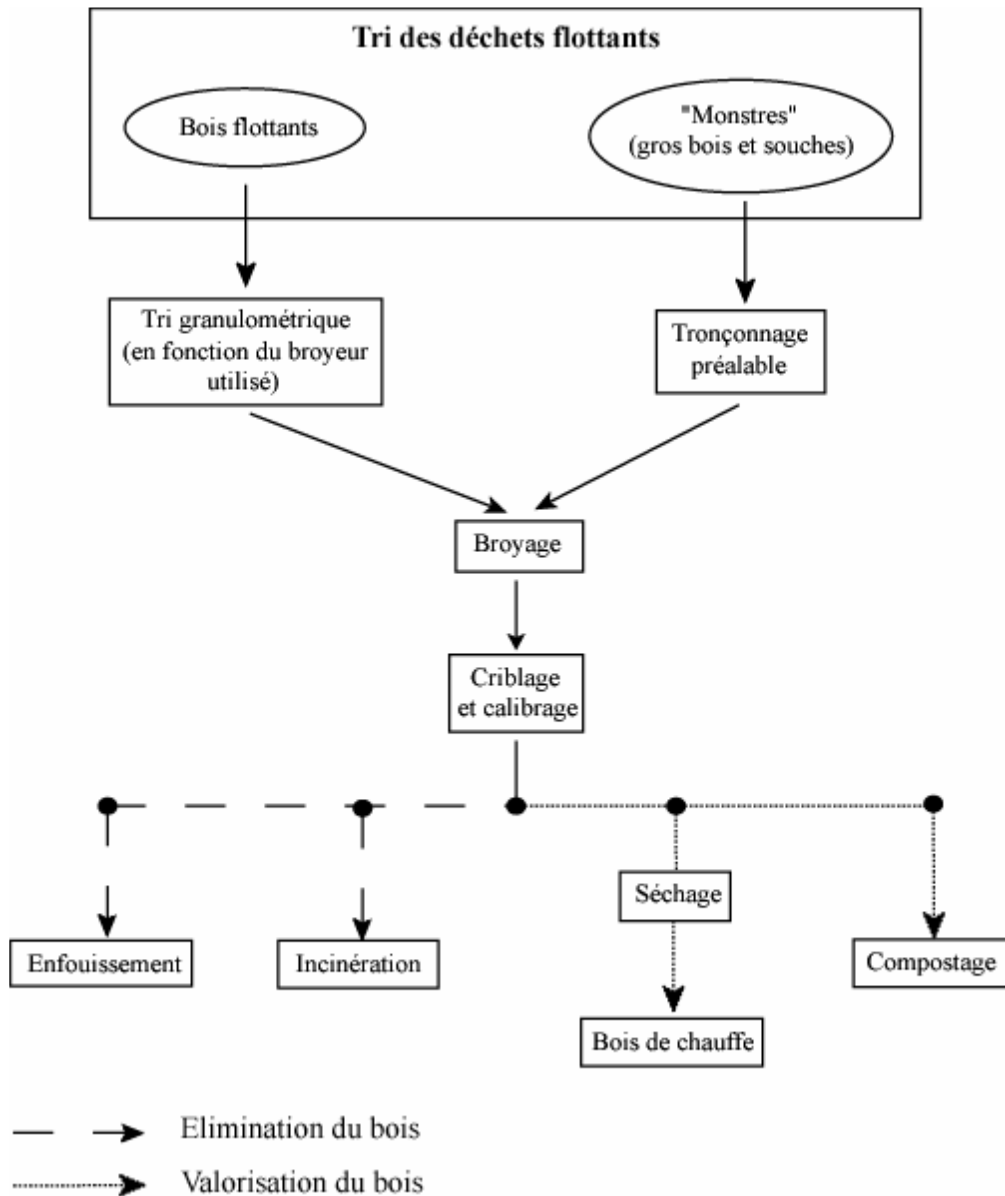 Tri des déchets flottants
Bois flottants
"Monstres"
(gros bois et souches)
Tri granulométrique
(en fonction du broyeur
utilisé)
Tronçonnage
préalable
Broyage
Criblage
et calibrage
Séchage
Enfouissement
Incinération
Compostage
Bois de chauffe
Elimination du bois
Valorisation du bois